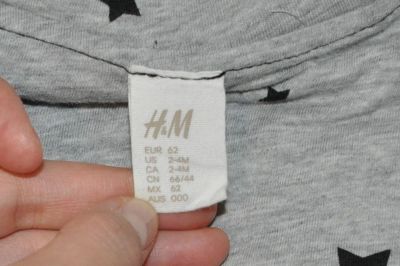 H&M
EUR 62
US 2-4M
CA 2-4M
CN 66/44
MX 62
AUS 000